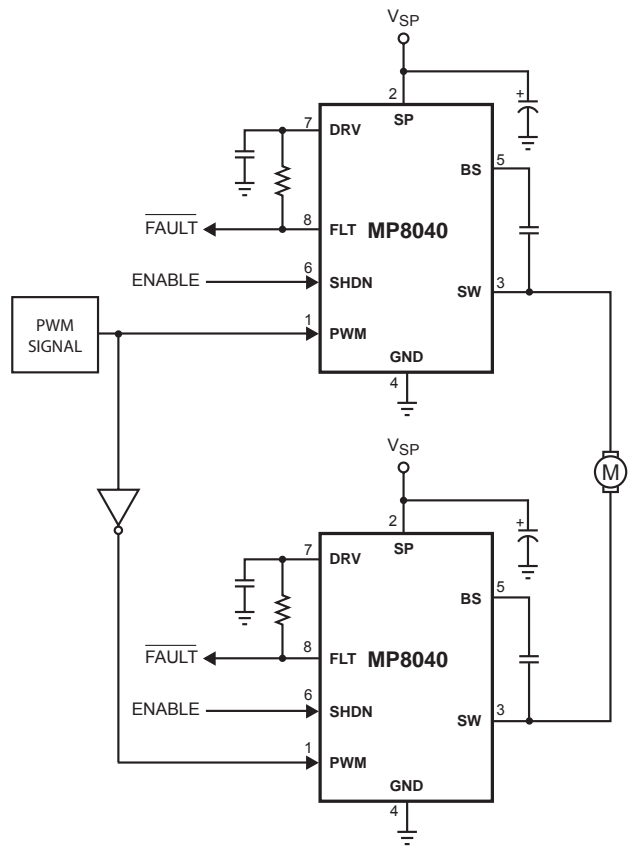 VSP
2
SP
7
DRV
BS
5
FAULT
8
FLT
MP8040
ENABLE
6
SHDN
SW
3
PWM
SIGNAL
1
PWM
GND
4
M
VSP
2
SP
7
DRV
BS
5
FAULT
8
FLT
MP8040
ENABLE
6
SHDN
SW
3
1
PWM
GND
4